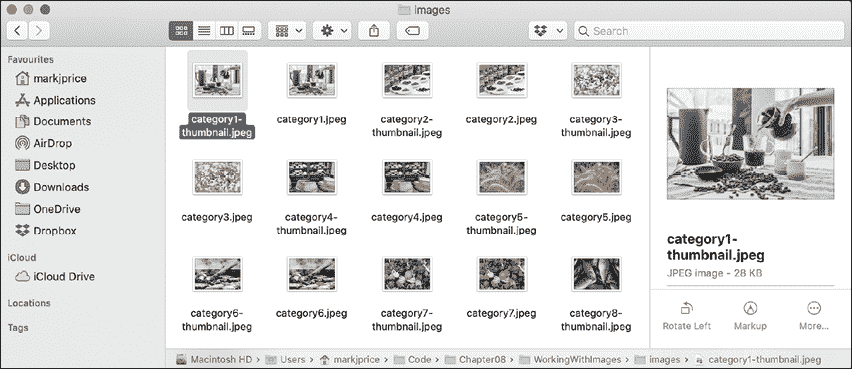 images
Search
Favourites
markjprice
Applications
Documents
AirDrop
Desktop
Downloads
OneDrive
Dropbox
iCloud
iCloud Drive
Locations
Tags
category1-
thumbnail.jpeg
category1.jpeg
category2-
thumbnail.jpeg
category2.jpeg
category3-
thumbnail.jpeg
category3.jpeg
category4-
thumbnail.jpeg
category4.jpeg
category5-
thumbnail.jpeg
category5.jpeg
category6-
thumbnail.jpeg
category6.jpeg
category7-
thumbnail.jpeg
category7.jpeg
category8-
thumbnail.jpeg
category1-
thumbnail.jpeg
JPEG image - 28 KB
Rotate Left
Markup
More...
Macintosh HD > Users > markjprice > Code > Chapter08 > WorkingWithImages > images > category1-thumbnail.jpeg